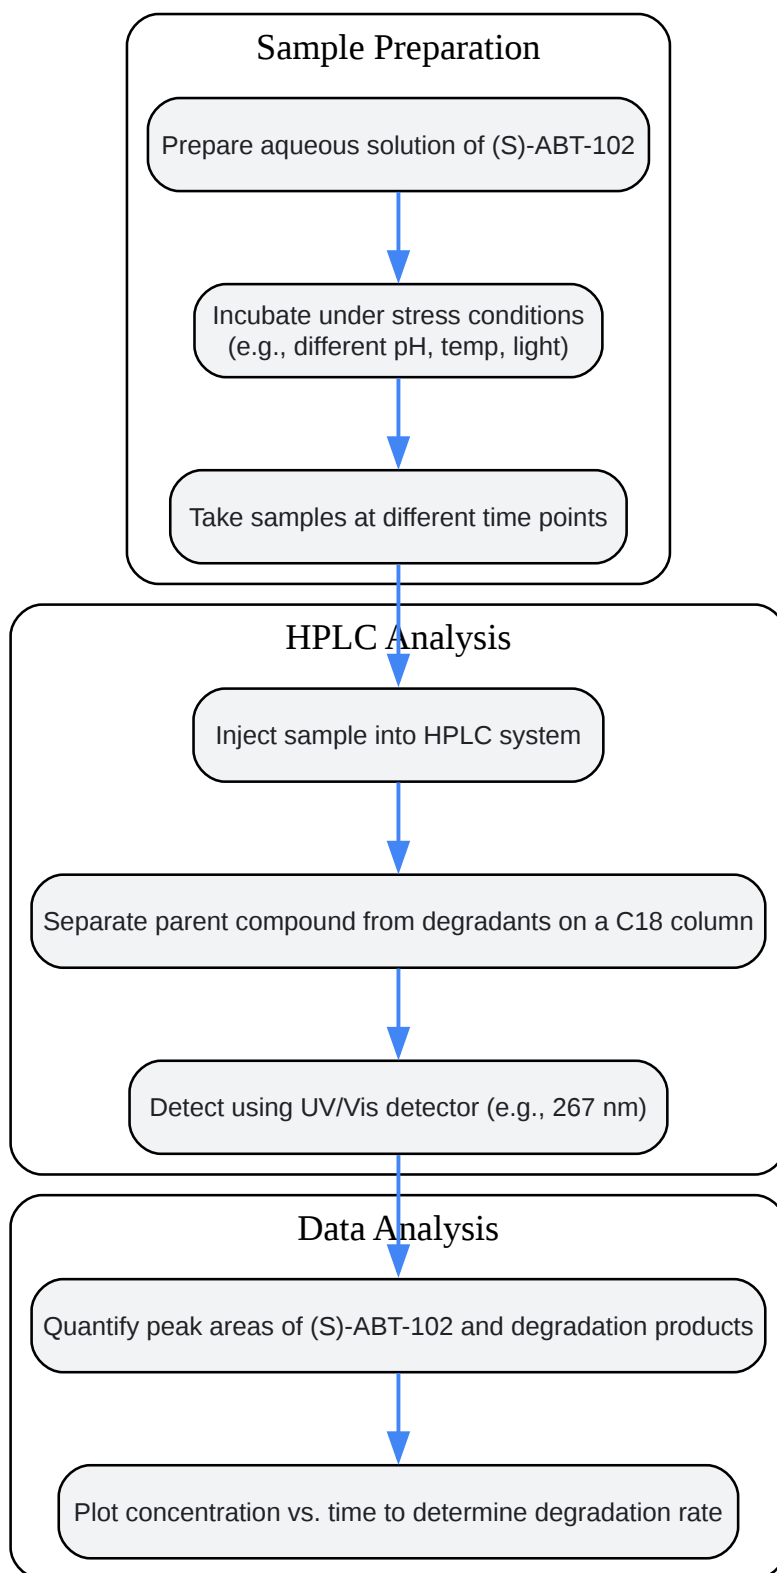 Sample Preparation
Prepare aqueous solution of (S)-ABT-102
Incubate under stress conditions
(e.g., different pH, temp, light)
Take samples at different time points
HPLC Analysis
Inject sample into HPLC system
Separate parent compound from degradants on a C18 column
Detect using UV/Vis detector (e.g., 267 nm)
Data Analysis
Quantify peak areas of (S)-ABT-102 and degradation products
Plot concentration vs. time to determine degradation rate